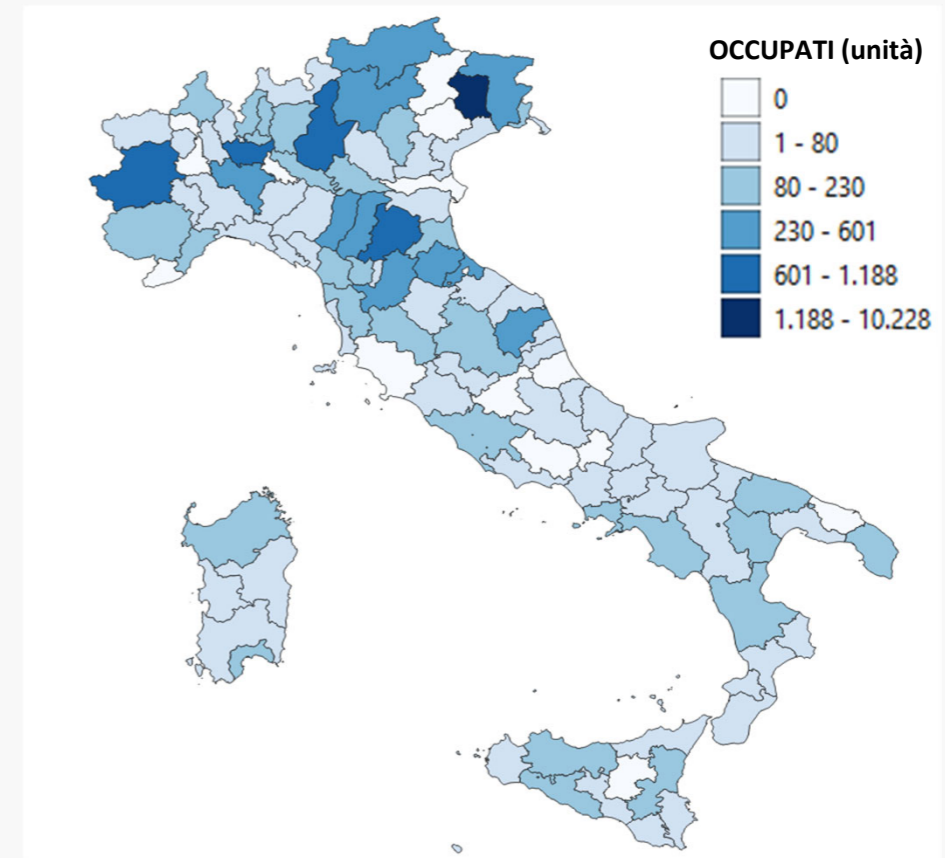 OCCUPATI (unità)
0
1 - 80
80 - 230
230 - 601
601 - 1.188
1.188 - 10.228